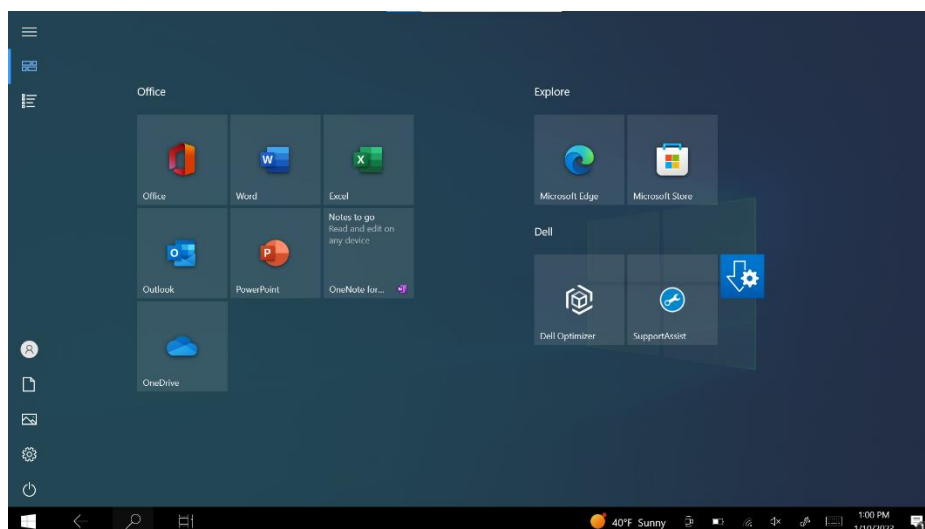 Office
Explore
Office
Word
W
Excel
X
Microsoft Edge
Microsoft Store
Notes to go
Read and edit on
any device
Dell
Outlook
O
PowerPoint
P
OneNote for...
Dell Optimizer
SupportAssist
OneDrive
40°F Sunny
1:00 PM